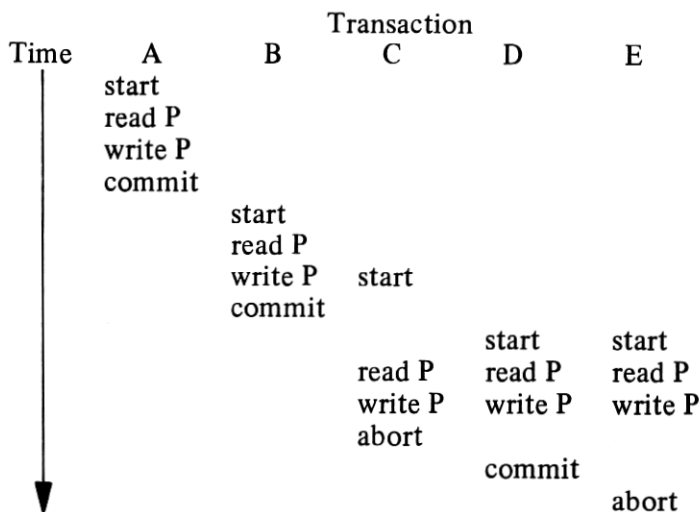 Transaction
Time A B C D E
start
read P
write P
commit
start
read P
write P start
commit
start start
read P read P read P
write P write P write P
abort
commit
abort